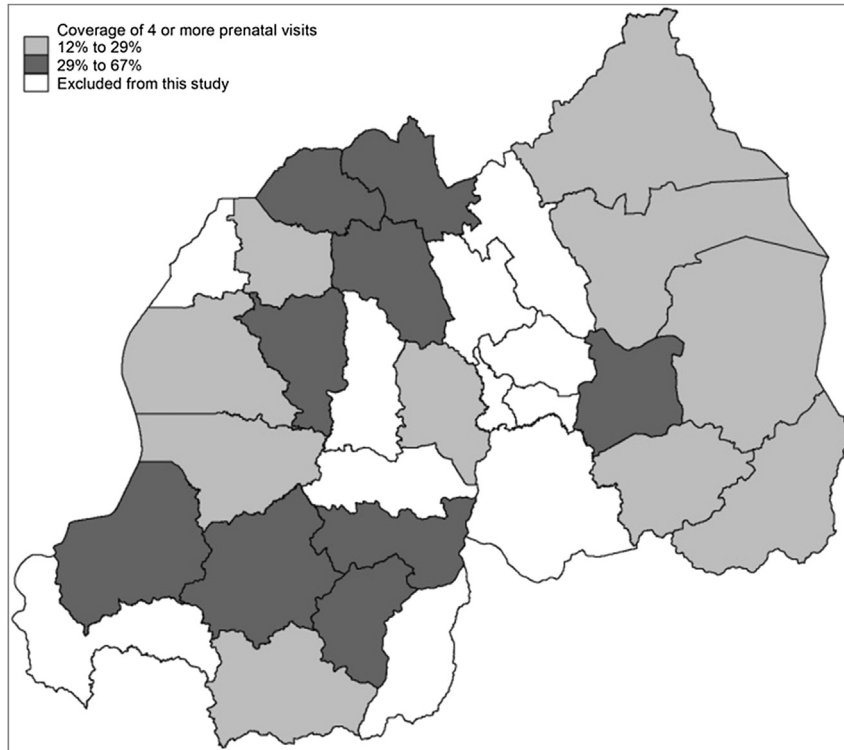 Coverage of 4 or more prenatal visits
12% to 29%
29% to 67%
Excluded from this study